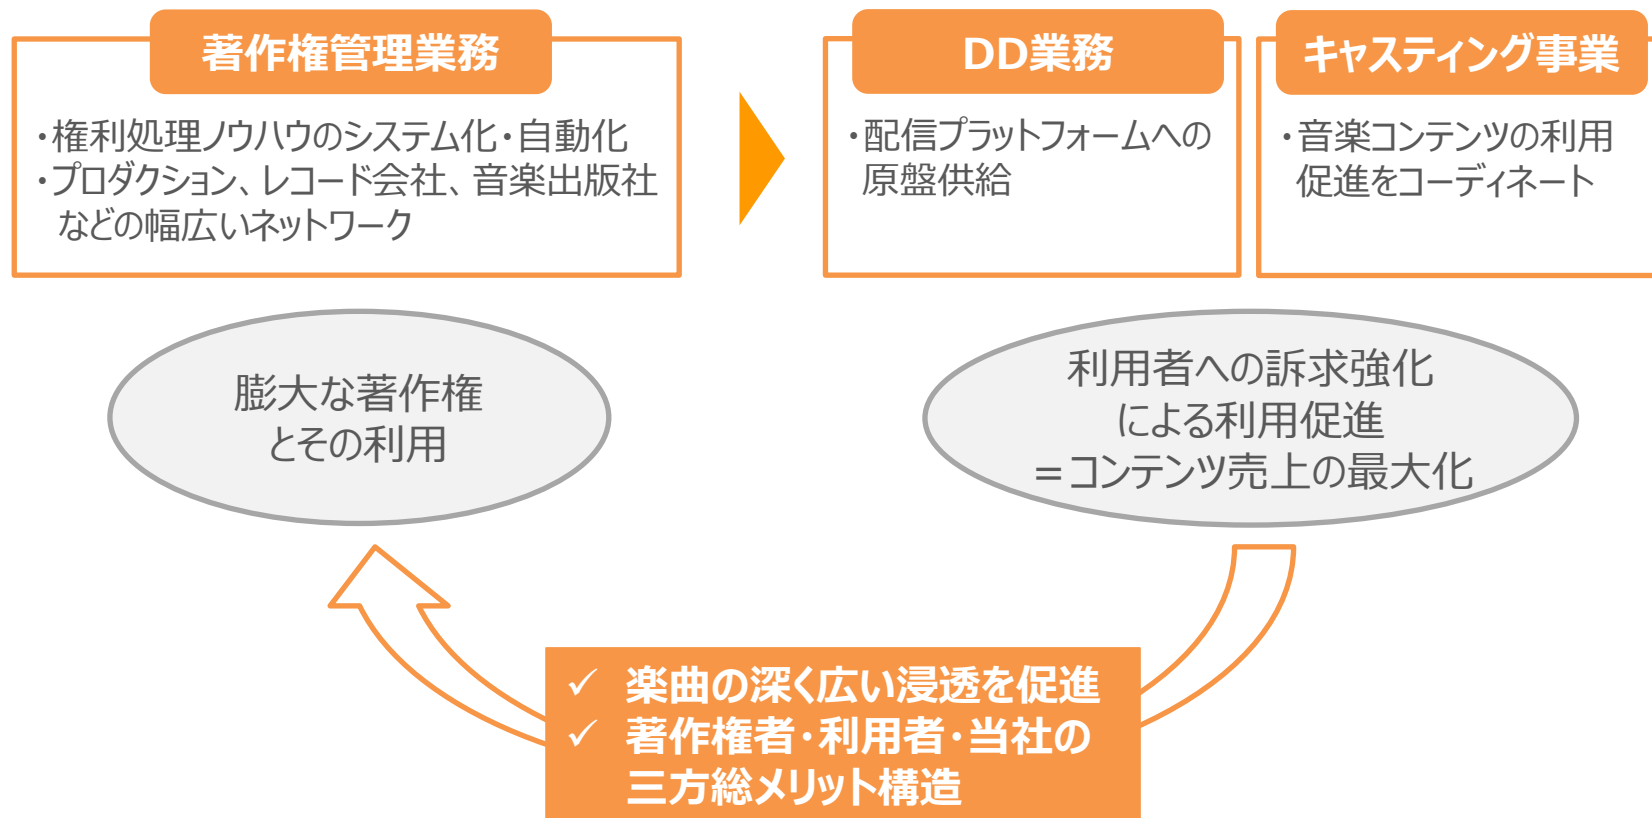 著作権管理業務
・権利処理ノウハウのシステム化・自動化
・プロダクション、レコード会社、音楽出版社
などの幅広いネットワーク
DD業務
・配信プラットフォームへの
原盤供給
キャスティング事業
・音楽コンテンツの利用
促進をコーディネート
膨大な著作権
とその利用
利用者への訴求強化
による利用促進
=コンテンツ売上の最大化
✓ 楽曲の深く広い浸透を促進
✓ 著作権者・利用者・当社の
三方総メリット構造